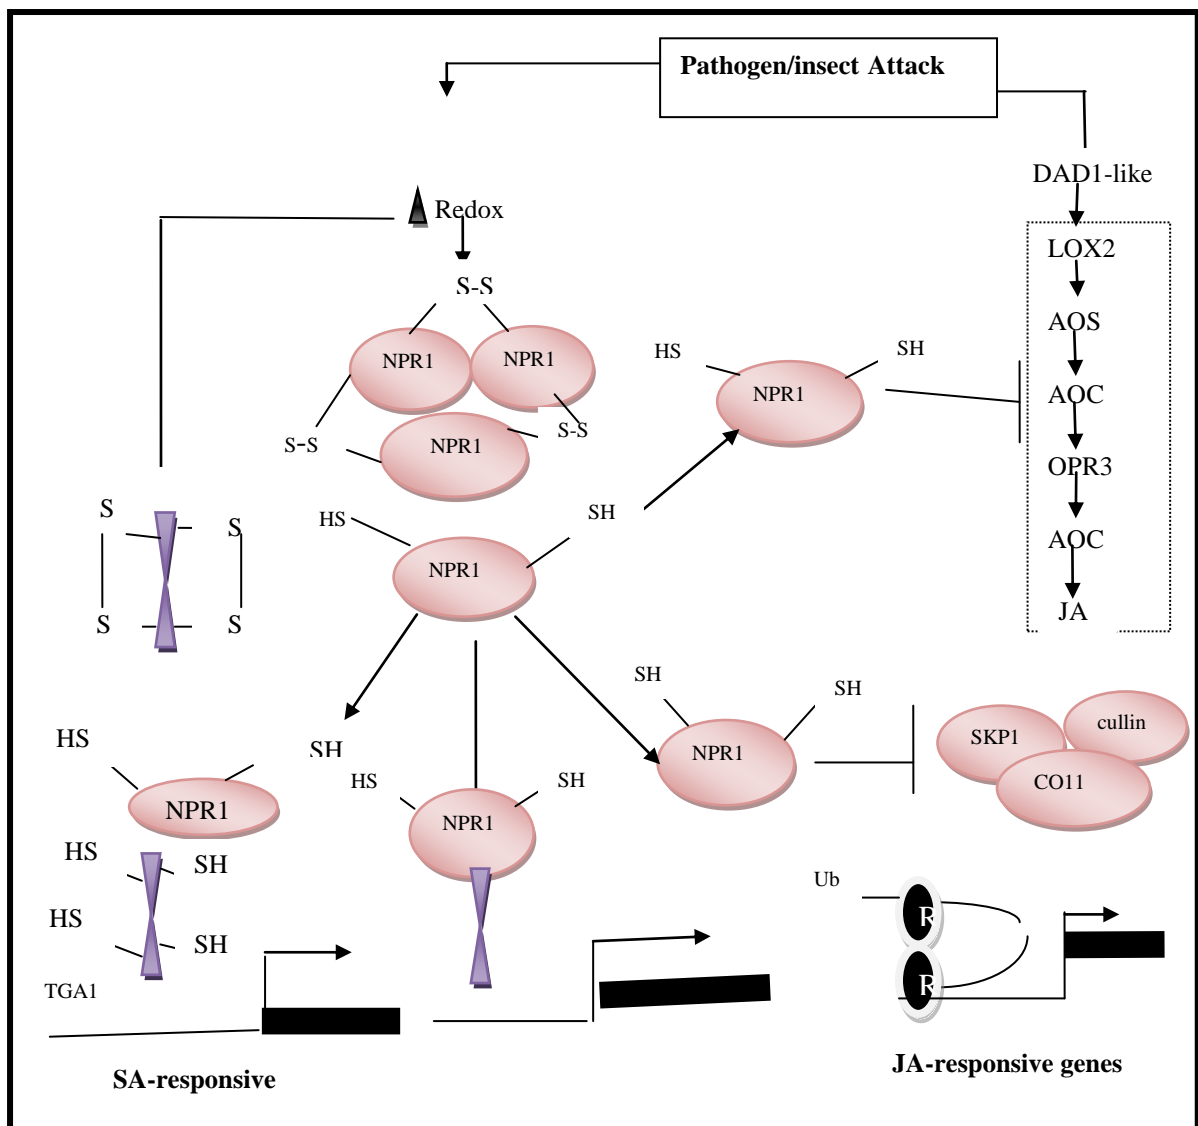 Pathogen/insect Attack
DAD1-like
Redox
LOX2
S-S
AOS
NPR1
NPR1
HS
SH
NPR1
AOC
S-S
S-S
NPR1
OPR3
S
HS
SH
S
AOC
NPR1
JA
S
S
SH
SH
HS
SH
NPR1
SKP1
cullin
HS
SH
CO11
NPR1
NPR1
HS
SH
Ub
HS
SH
R
TGA1
R
SA-responsive
JA-responsive genes